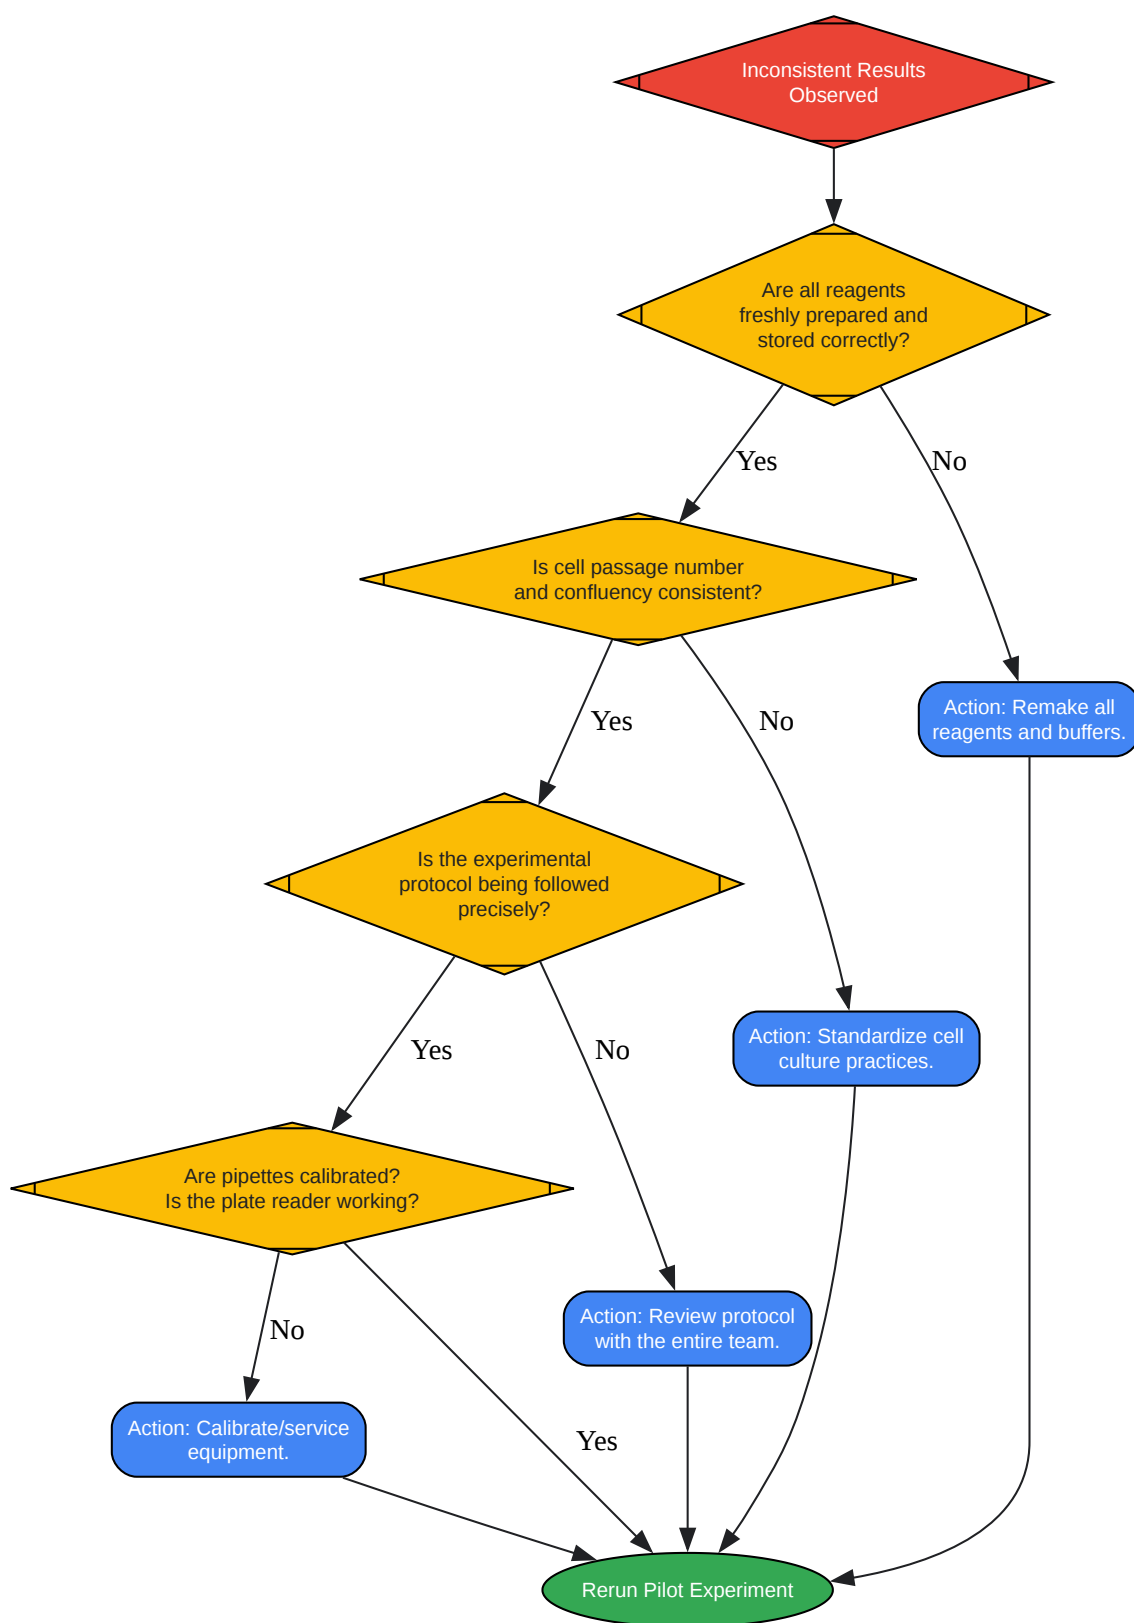 Inconsistent Results
Observed
Are all reagents
freshly prepared and
stored correctly?
Yes
No
Is cell passage number
and confluency consistent?
Action: Remake all
reagents and buffers.
Yes
No
Is the experimental
protocol being followed
precisely?
Action: Standardize cell
culture practices.
Yes
No
Are pipettes calibrated?
Is the plate reader working?
Action: Review protocol
with the entire team.
No
Action: Calibrate/service
equipment.
Yes
Rerun Pilot Experiment